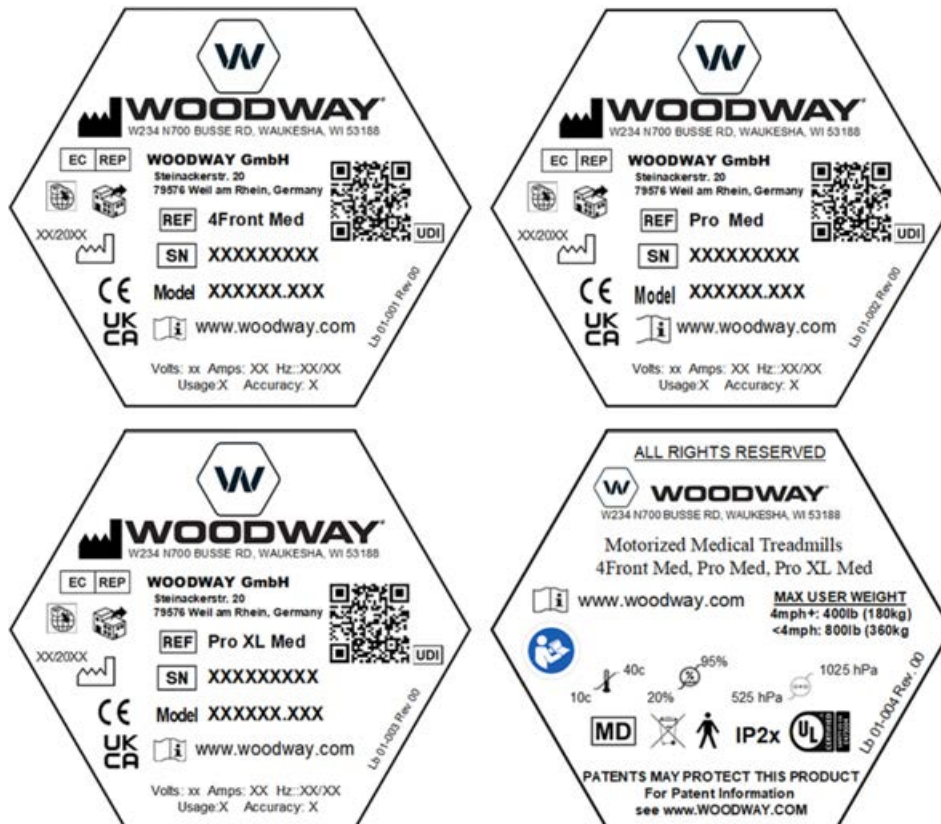 W
WOODWAY®
W234 N700 BUSSE RD, WAUKESHA, WI 53188
EC REP
WOODWAY GmbH
Steinackerstr. 20
79576 Weil am Rhein, Germany
REF 4Front Med
UDI
XX/20XX
SN XXXXXXXXX
CE Model XXXXXX.XXX
UK
CA
www.woodway.com
Lb 01-001 Rev 00
Volts: xx Amps: XX Hz::XX/XX
Usage:X Accuracy: X
W
WOODWAY®
W234 N700 BUSSE RD, WAUKESHA, WI 53188
EC REP
WOODWAY GmbH
Steinackerstr. 20
79576 Weil am Rhein, Germany
REF Pro Med
UDI
XX/20XX
SN XXXXXXXXX
CE Model XXXXXX.XXX
UK
CA
www.woodway.com
Lb 01-002 Rev 00
Volts: xx Amps: XX Hz::XX/XX
Usage:X Accuracy: X
W
WOODWAY®
W234 N700 BUSSE RD, WAUKESHA, WI 53188
EC REP
WOODWAY GmbH
Steinackerstr. 20
79576 Weil am Rhein, Germany
REF Pro XL Med
UDI
XX/20XX
SN XXXXXXXXX
CE Model XXXXXX.XXX
UK
CA
www.woodway.com
Lb 01-003 Rev 00
Volts: xx Amps: XX Hz::XX/XX
Usage:X Accuracy: X
ALL RIGHTS RESERVED
W WOODWAY
W234 N700 BUSSE RD, WAUKESHA, WI 53188
Motorized Medical Treadmills
4Front Med, Pro Med, Pro XL Med
www.woodway.com
MAX USER WEIGHT
4mph+: 400lb (180kg)
<4mph: 800lb (360kg
10c 40c
20% 95%
525 hPa 1025 hPa
MD IP2x UL
Lb 01-004 Rev. 00
PATENTS MAY PROTECT THIS PRODUCT
For Patent Information
see www.WOODWAY.COM